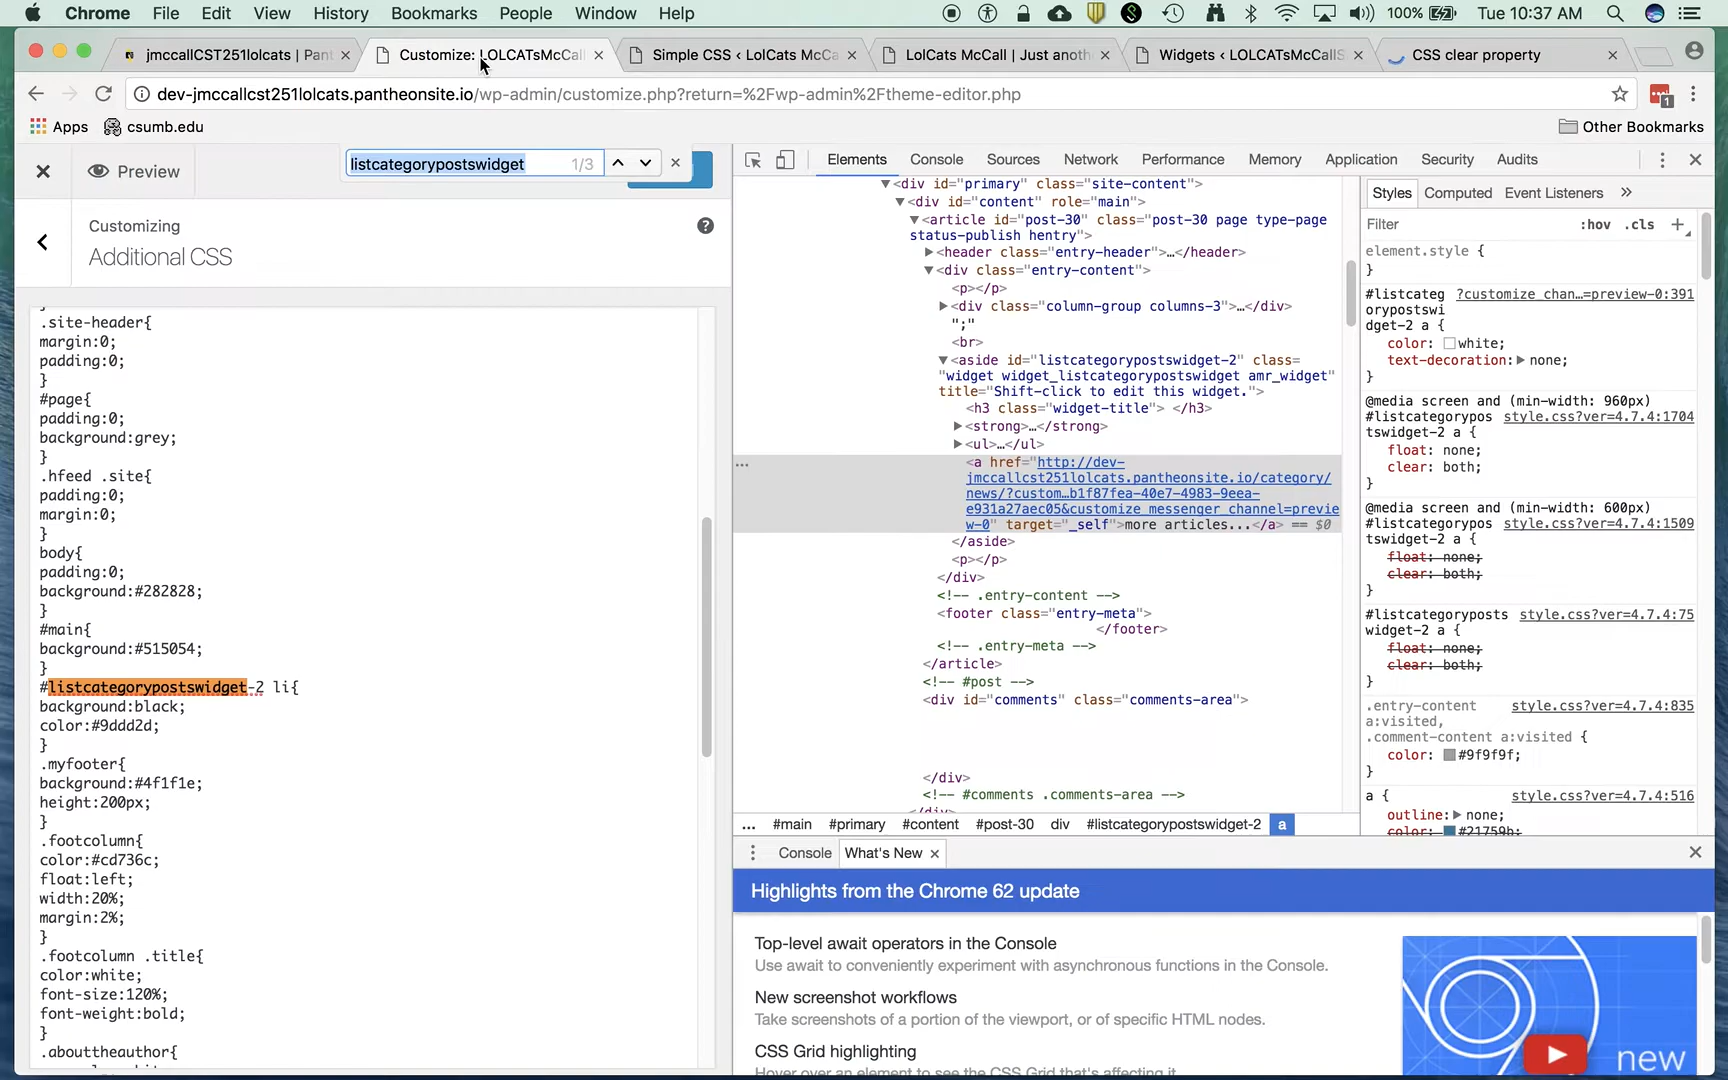 Chrome File Edit View History Bookmarks People Window Help 100% Tue 10:37 AM
jmccallCST251lolcats | Pant
Customize: LOLCATsMcCall
Simple CSS ‹ LolCats McCa
LolCats McCall | Just anoth
Widgets ‹ LOLCATsMcCallS
CSS clear property
dev-jmccallcst251lolcats.pantheonsite.io/wp-admin/customize.php?return=%2Fwp-admin%2Ftheme-editor.php
1
Apps csumb.edu Other Bookmarks
Preview
listcategorypostswidget 1/3
Customizing
Additional CSS
.site-header{
margin:0;
padding:0;
}
#page{
padding:0;
background:grey;
}
.hfeed .site{
padding:0;
margin:0;
}
body{
padding:0;
background:#282828;
}
#main{
background:#515054;
}
#listcategorypostswidget-2 li{
background:black;
color:#9ddd2d;
}
.myfooter{
background:#4f1f1e;
height:200px;
}
.footcolumn{
color:#cd736c;
float:left;
width:20%;
margin:2%;
}
.footcolumn .title{
color:white;
font-size:120%;
font-weight:bold;
}
.abouttheauthor{
Elements Console Sources Network Performance Memory Application Security Audits
<div id="primary" class="site-content">
<div id="content" role="main">
<article id="post-30" class="post-30 page type-page
status-publish hentry">
<header class="entry-header">…</header>
<div class="entry-content">
<p></p>
<div class="column-group columns-3">…</div>
";"
<br>
<aside id="listcategorypostswidget-2" class=
"widget widget_listcategorypostswidget amr_widget"
title="Shift-click to edit this widget.">
<h3 class="widget-title"> </h3>
<strong>…</strong>
<ul>…</ul>
<a href="http://dev-
jmccallcst251lolcats.pantheonsite.io/category/
news/?custom…b1f87fea-40e7-4983-9eea-
e931a27aec05&customize_messenger_channel=previe
w-0" target="_self">more articles...</a> == $0
</aside>
<p></p>
</div>
<!-- .entry-content -->
<footer class="entry-meta">
</footer>
<!-- .entry-meta -->
</article>
<!-- #post -->
<div id="comments" class="comments-area">
</div>
<!-- #comments .comments-area -->
</div>
... #main #primary #content #post-30 div #listcategorypostswidget-2 a
Styles Computed Event Listeners »
Filter :hov .cls +
element.style {
}
#listcateg ?customize_chan…=preview-0:391
orypostswi
dget-2 a {
color: white;
text-decoration: none;
}
@media screen and (min-width: 960px)
#listcategorypos style.css?ver=4.7.4:1704
tswidget-2 a {
float: none;
clear: both;
}
@media screen and (min-width: 600px)
#listcategorypos style.css?ver=4.7.4:1509
tswidget-2 a {
float: none;
clear: both;
}
#listcategoryposts style.css?ver=4.7.4:75
widget-2 a {
float: none;
clear: both;
}
.entry-content style.css?ver=4.7.4:835
a:visited,
.comment-content a:visited {
color: #9f9f9f;
}
a { style.css?ver=4.7.4:516
outline: none;
color: #21759b;
Console What's New
Highlights from the Chrome 62 update
Top-level await operators in the Console
Use await to conveniently experiment with asynchronous functions in the Console.
New screenshot workflows
Take screenshots of a portion of the viewport, or of specific HTML nodes.
CSS Grid highlighting
Hover over an element to see the CSS Grid that's affecting it.
new